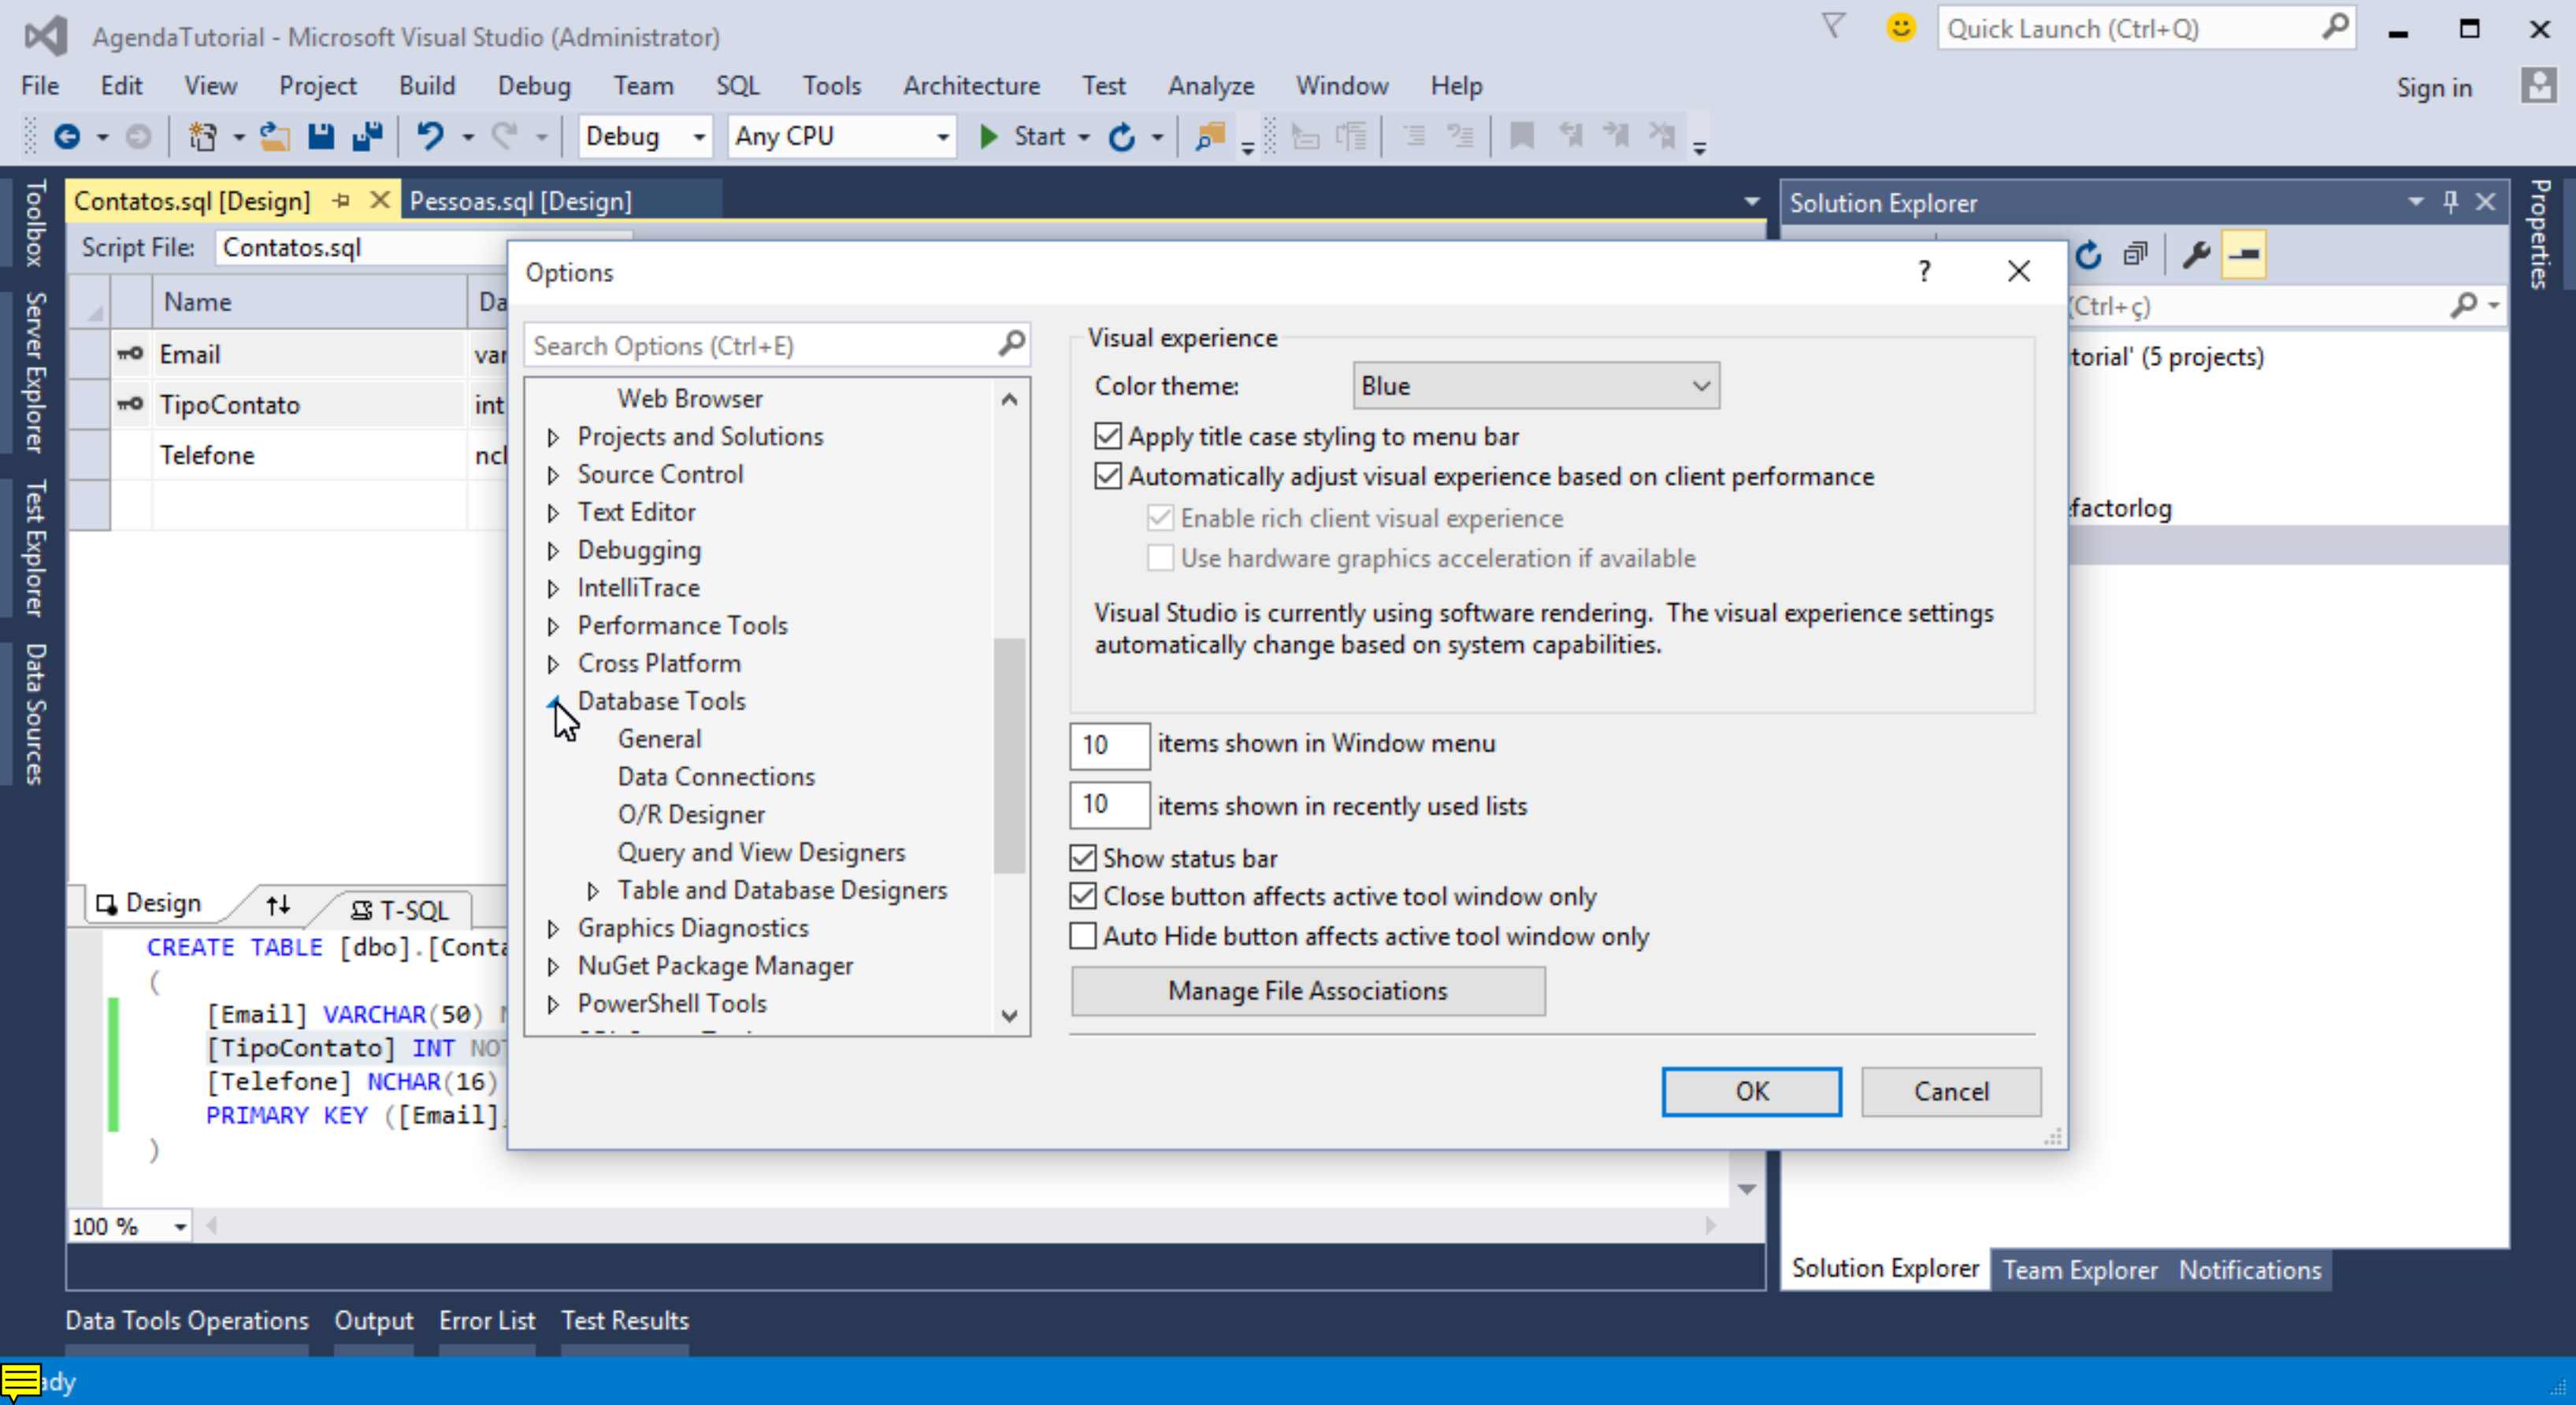 AgendaTutorial - Microsoft Visual Studio (Administrator)
Quick Launch (Ctrl+Q)
File Edit View Project Build Debug Team SQL Tools Architecture Test Analyze Window Help
Sign in
Debug Any CPU Start
Toolbox
Server Explorer
Test Explorer
Data Sources
Contatos.sql [Design] Pessoas.sql [Design]
Script File: Contatos.sql
Name Da
Email var
TipoContato int
Telefone ncl
Design T-SQL
CREATE TABLE [dbo].[Conta
(
[Email] VARCHAR(50)
[TipoContato] INT NOT
[Telefone] NCHAR(16)
PRIMARY KEY ([Email],
)
100 %
Options
?
Search Options (Ctrl+E)
Web Browser
Projects and Solutions
Source Control
Text Editor
Debugging
IntelliTrace
Performance Tools
Cross Platform
Database Tools
General
Data Connections
O/R Designer
Query and View Designers
Table and Database Designers
Graphics Diagnostics
NuGet Package Manager
PowerShell Tools
Visual experience
Color theme: Blue
Apply title case styling to menu bar
Automatically adjust visual experience based on client performance
Enable rich client visual experience
Use hardware graphics acceleration if available
Visual Studio is currently using software rendering. The visual experience settings
automatically change based on system capabilities.
10 items shown in Window menu
10 items shown in recently used lists
Show status bar
Close button affects active tool window only
Auto Hide button affects active tool window only
Manage File Associations
OK Cancel
Solution Explorer
(Ctrl+ç)
torial' (5 projects)
factorlog
Properties
Solution Explorer Team Explorer Notifications
Data Tools Operations Output Error List Test Results
ady